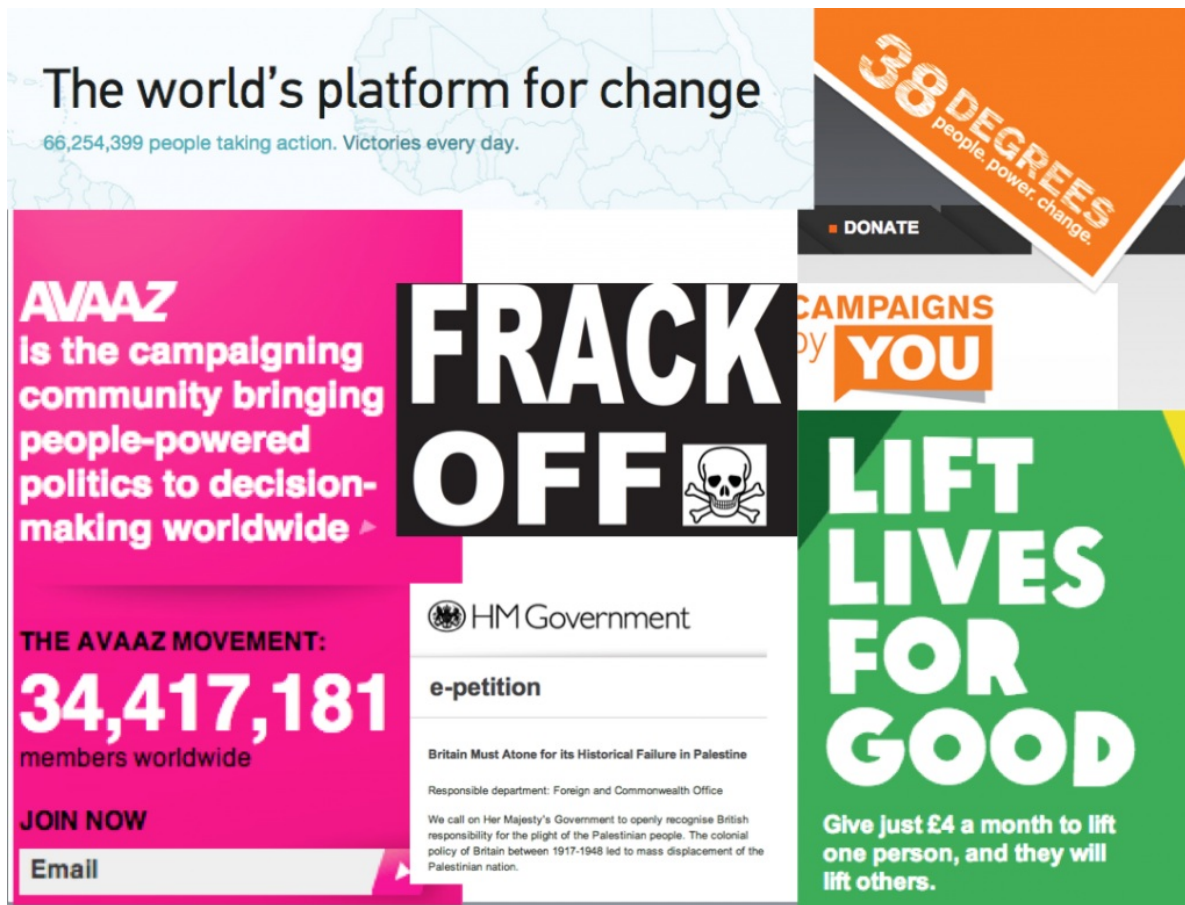 The world's platform for change
66,254,399 people taking action. Victories every day.
38 DEGREES
people. power. change.
DONATE
CAMPAIGNS
by YOU
AVAAZ
is the campaigning
community bringing
people-powered
politics to decision-
making worldwide
THE AVAAZ MOVEMENT:
34,417,181
members worldwide
JOIN NOW
Email
FRACK
OFF
HM Government
e-petition
Britain Must Atone for its Historical Failure in Palestine
Responsible department: Foreign and Commonwealth Office
We call on Her Majesty's Government to openly recognise British
responsibility for the plight of the Palestinian people. The colonial
policy of Britain between 1917-1948 led to mass displacement of the
Palestinian nation.
LIFT
LIVES
FOR
GOOD
Give just £4 a month to lift
one person, and they will
lift others.